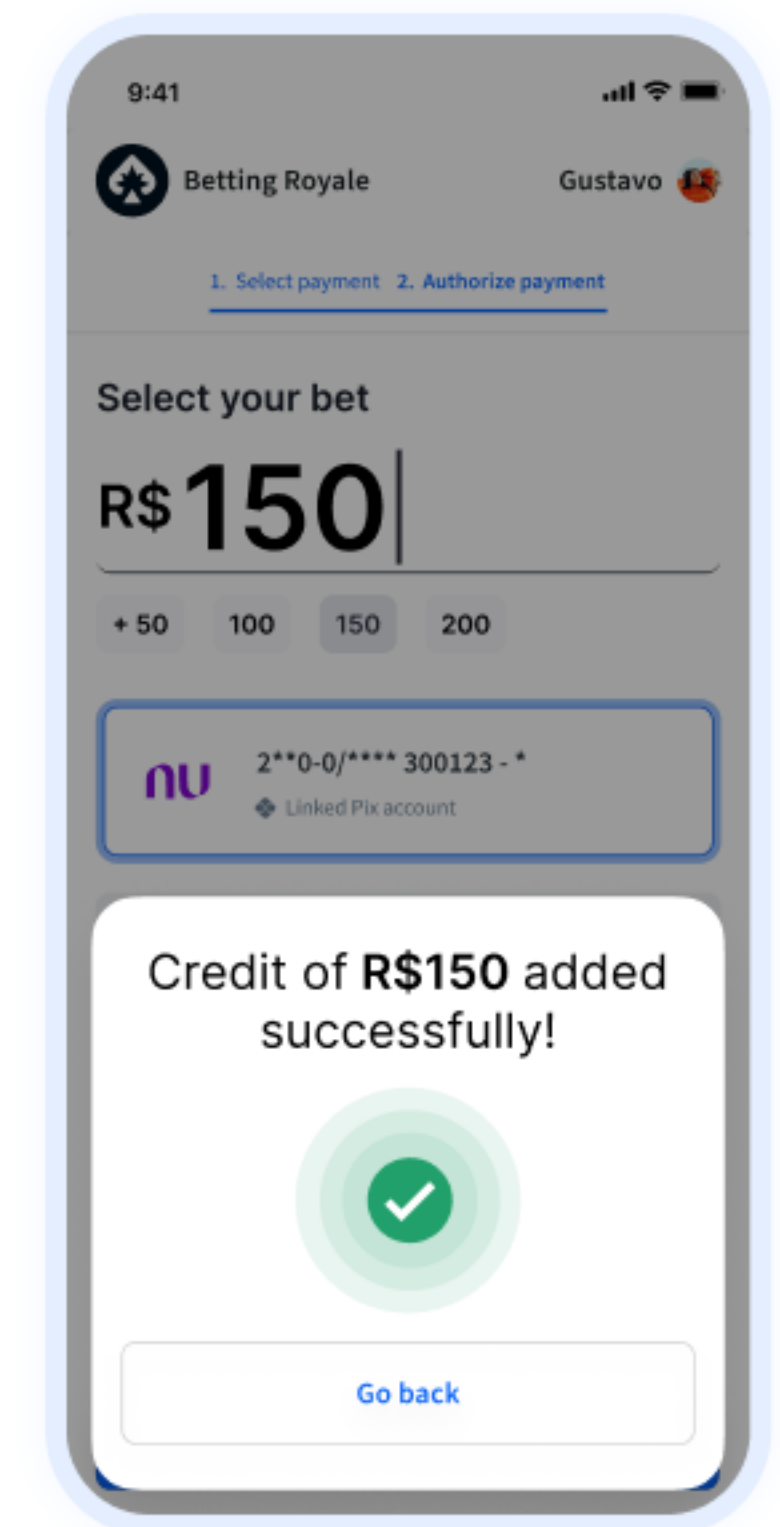 9:41
Betting Royale
Gustavo
1. Select payment 2. Authorize payment
Select your bet
R$150
+ 50 100 150 200
nu
2**0-0/**** 300123 - *
Linked Pix account
Credit of R$150 added
successfully!
Go back